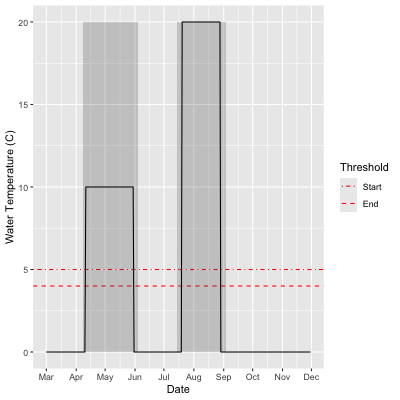 20
15
10
5
0
Water Temperature (C)
Mar Apr May Jun Jul Aug Sep Oct Nov Dec
Date
Threshold
Start
End